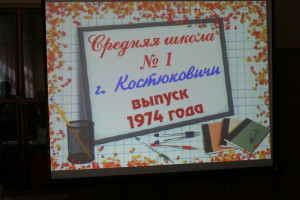 Средняя школа
№ 1
г. Костюковичи
выпуск
1974 года